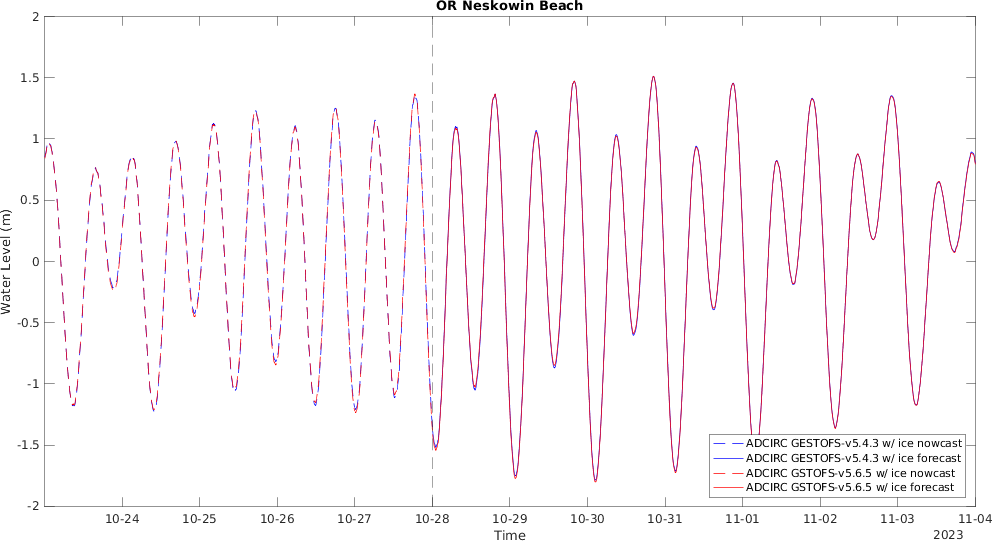 OR Neskowin Beach
2
1.5
1
0.5
0
-0.5
-1
-1.5
-2
Water Level (m)
ADCIRC GESTOFS-v5.4.3 w/ ice nowcast
ADCIRC GESTOFS-v5.4.3 w/ ice forecast
ADCIRC GSTOFS-v5.6.5 w/ ice nowcast
ADCIRC GSTOFS-v5.6.5 w/ ice forecast
10-24 10-25 10-26 10-27 10-28 10-29 10-30 10-31 11-01 11-02 11-03 11-04
Time
2023